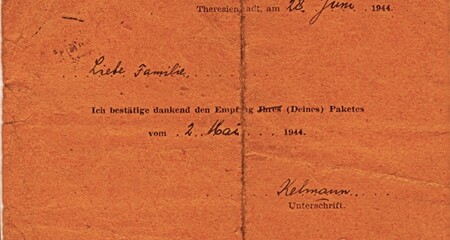 Theresienstadt, am 28. Juni 1944.
Liebe Familie,
Ich bestätige dankend den Empfang Ihres (Deines) Paketes
vom 2. Mai 1944.
Kelmann
Unterschrift.